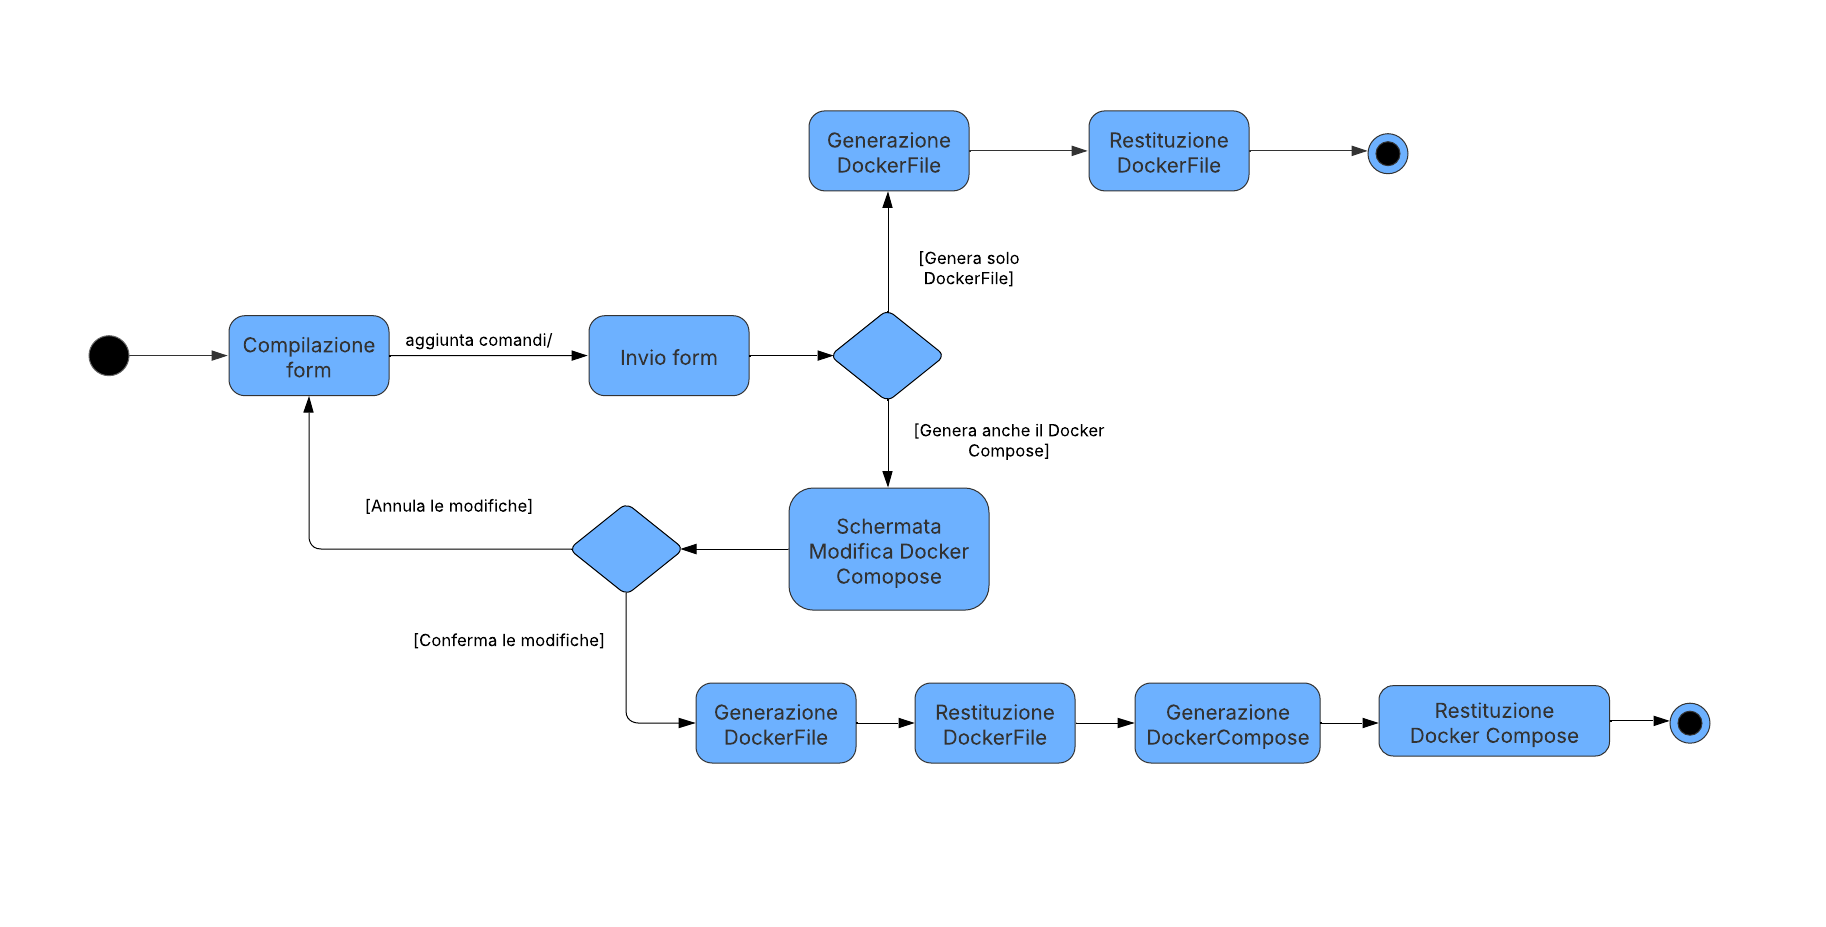 Generazione
DockerFile
Restituzione
DockerFile
[Genera solo
DockerFile]
Compilazione
form
aggiunta comandi/
Invio form
[Genera anche il Docker
Compose]
[Annula le modifiche]
Schermata
Modifica Docker
Comopose
[Conferma le modifiche]
Generazione
DockerFile
Restituzione
DockerFile
Generazione
DockerCompose
Restituzione
Docker Compose